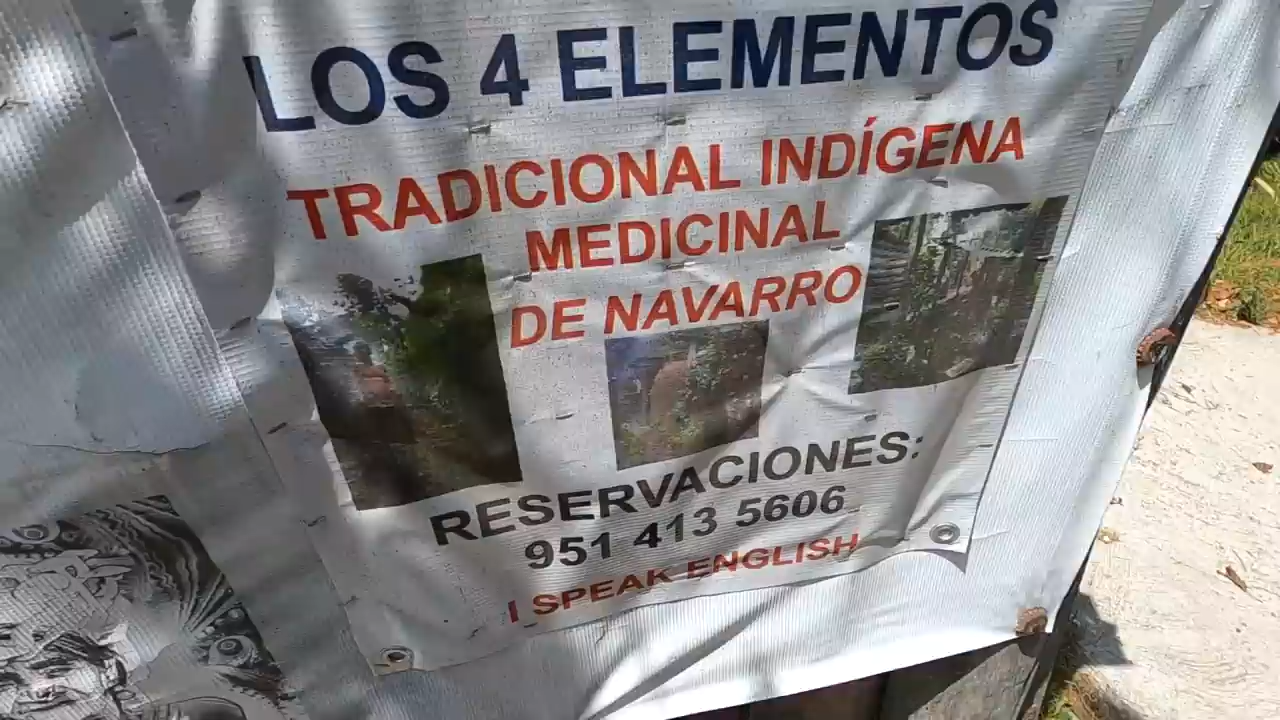 LOS 4 ELEMENTOS
TRADICIONAL INDÍGENA
MEDICINAL
DE NAVARRO
RESERVACIONES:
951 413 5606
I SPEAK ENGLISH